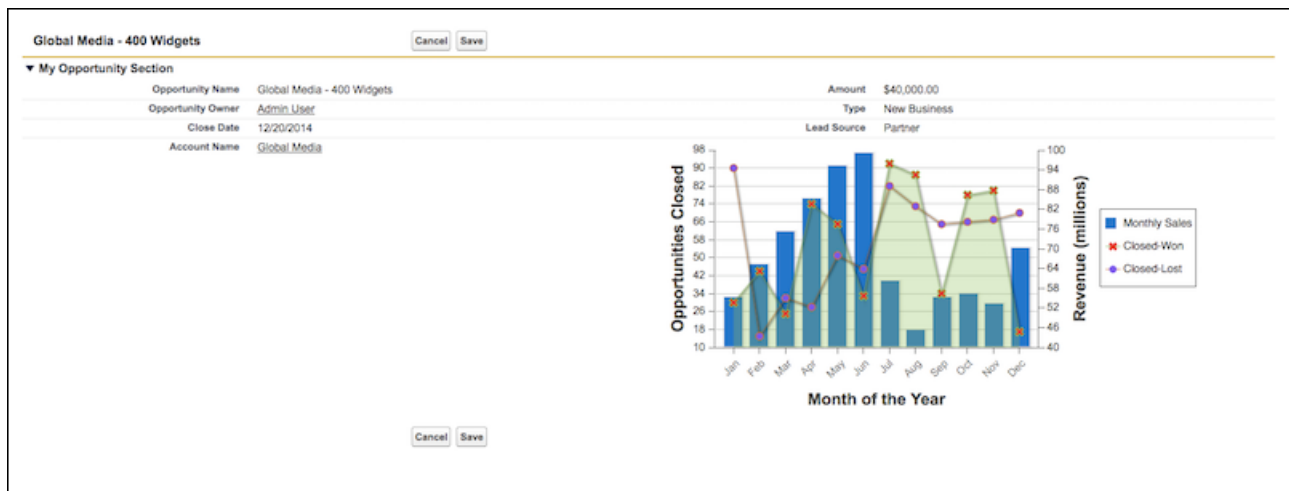 Global Media - 400 Widgets
Cancel Save
My Opportunity Section
Opportunity Name Global Media - 400 Widgets Amount $40,000.00
Opportunity Owner Admin User Type New Business
Close Date 12/20/2014 Lead Source Partner
Account Name Global Media
Opportunities Closed
98
90
82
74
66
58
50
42
34
26
18
10
100
94
88
82
76
70
64
58
52
46
40
Revenue (millions)
Jan Feb Mar Apr May Jun Jul Aug Sep Oct Nov Dec
Month of the Year
Monthly Sales
Closed-Won
Closed-Lost
Cancel Save